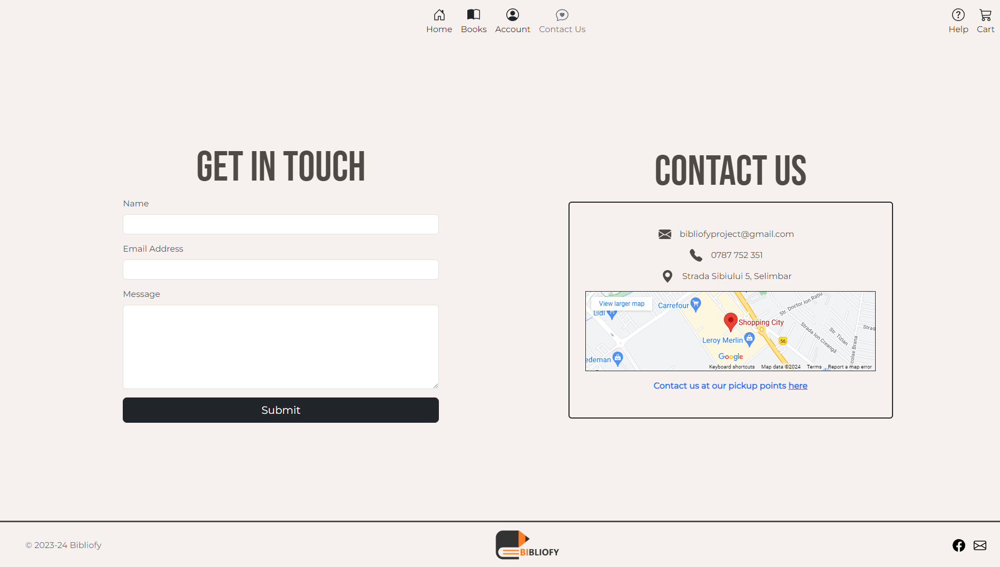 Home
Books
Account
Contact Us
Help
Cart
GET IN TOUCH
Name
Email Address
Message
Submit
CONTACT US
bibliofyproject@gmail.com
0787 752 351
Strada Sibiului 5, Selimbar
View larger map
Lidl
Carrefour
Str. Doctor Ion Rațiu
Shopping City
Strada Ion Creangă
Str. Tizian
Strad
Leroy Merlin
56
colae Brana
edeman
Google
Keyboard shortcuts
Map data ©2024
Terms
Report a map error
Contact us at our pickup points here
© 2023-24 Bibliofy
BIBLIOFY